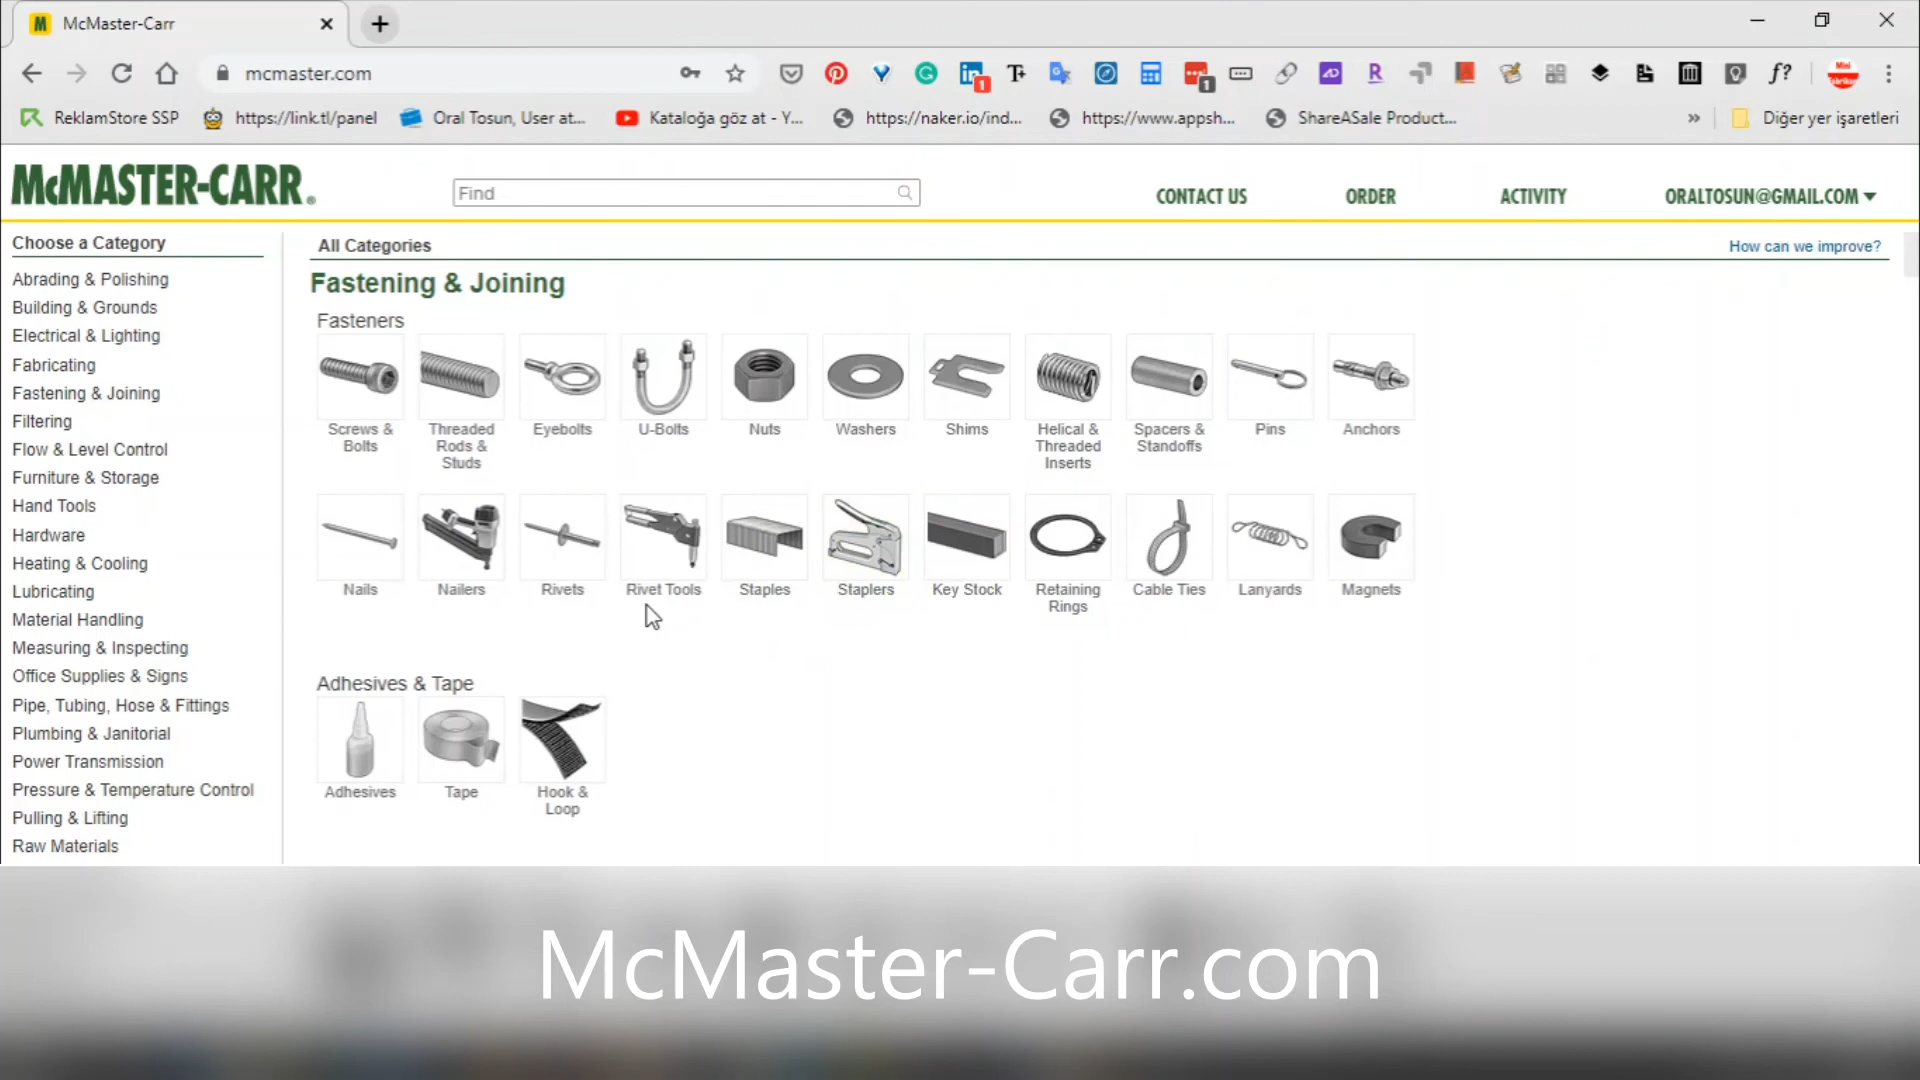 McMaster-Carr
mcmaster.com
1
1
Mini
ReklamStore SSP
https://link.tl/panel
Oral Tosun, User at...
Kataloğa göz at - Y...
https://naker.io/ind...
https://www.appsh...
ShareASale Product...
»
Diğer yer işaretleri
McMASTER-CARR®
Find
CONTACT US
ORDER
ACTIVITY
ORALTOSUN@GMAIL.COM
Choose a Category
Abrading & Polishing
Building & Grounds
Electrical & Lighting
Fabricating
Fastening & Joining
Filtering
Flow & Level Control
Furniture & Storage
Hand Tools
Hardware
Heating & Cooling
Lubricating
Material Handling
Measuring & Inspecting
Office Supplies & Signs
Pipe, Tubing, Hose & Fittings
Plumbing & Janitorial
Power Transmission
Pressure & Temperature Control
Pulling & Lifting
Raw Materials
All Categories
How can we improve?
Fastening & Joining
Fasteners
Screws &
Bolts
Threaded
Rods &
Studs
Eyebolts
U-Bolts
Nuts
Washers
Shims
Helical &
Threaded
Inserts
Spacers &
Standoffs
Pins
Anchors
Nails
Nailers
Rivets
Rivet Tools
Staples
Staplers
Key Stock
Retaining
Rings
Cable Ties
Lanyards
Magnets
Adhesives & Tape
Adhesives
Tape
Hook &
Loop
McMaster-Carr.com